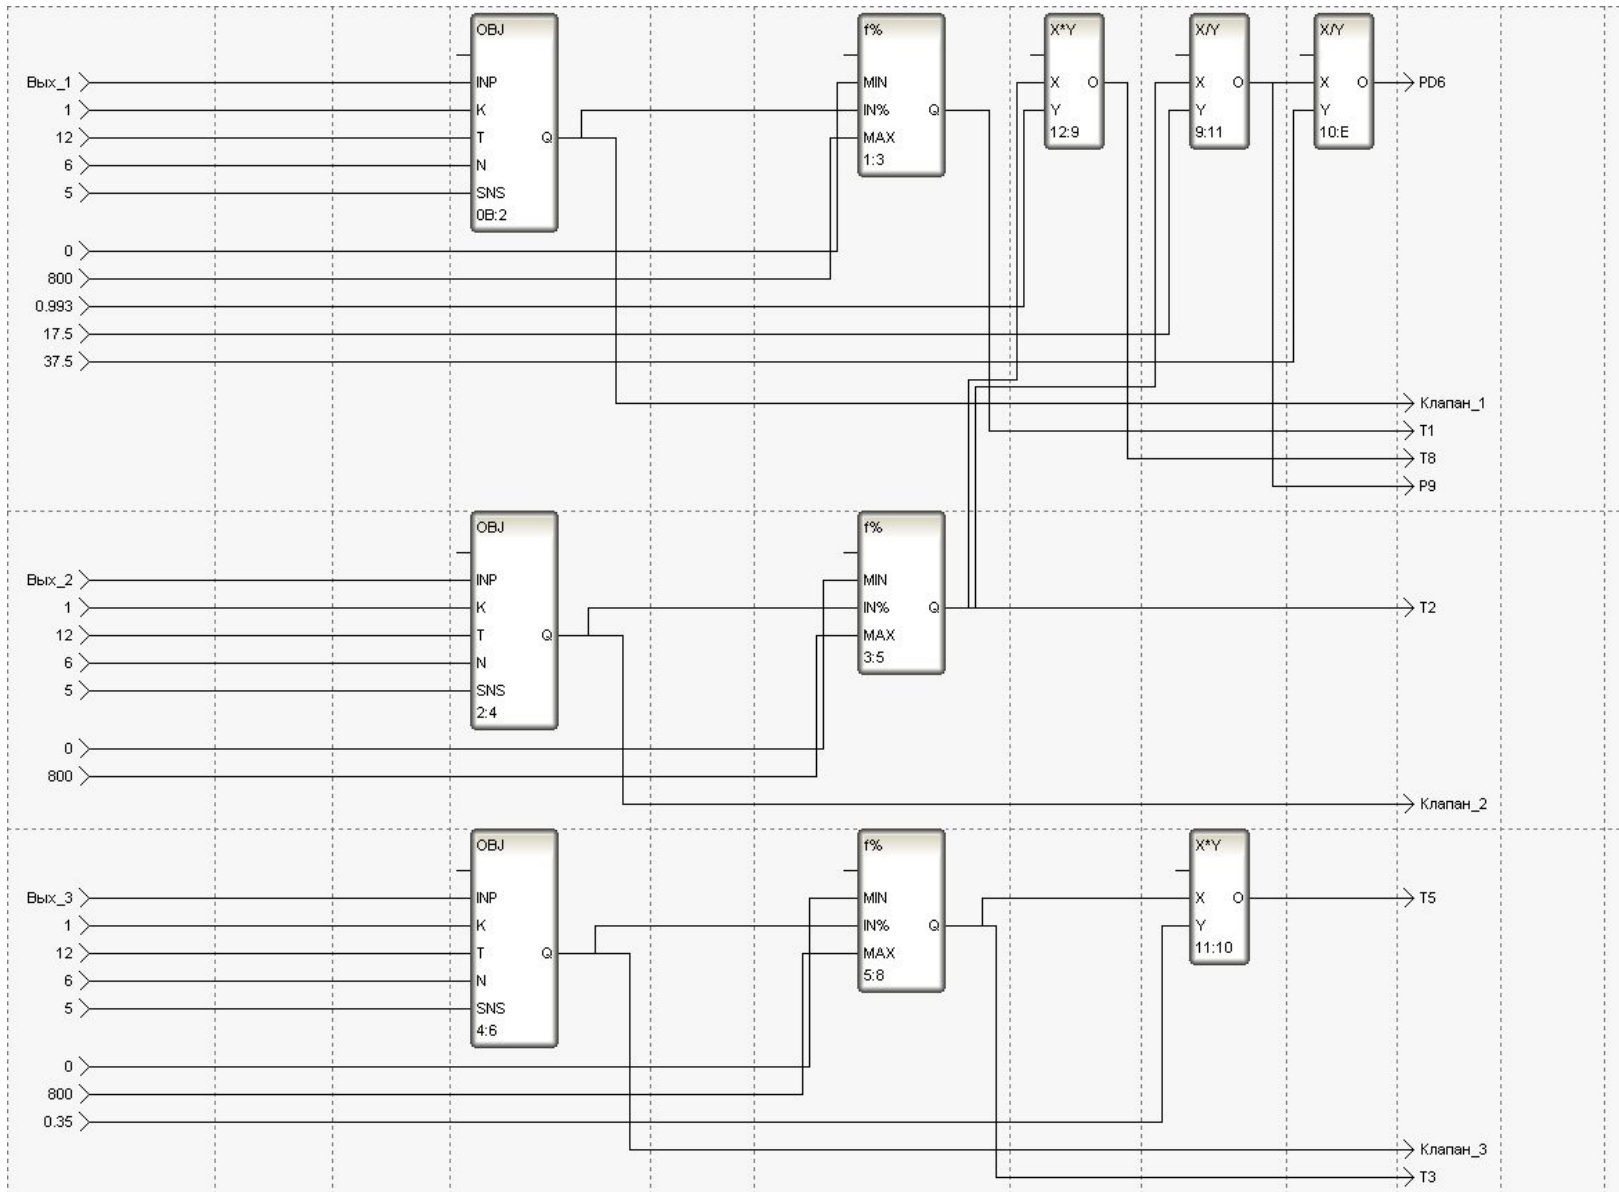 OBJ
f%
X*Y
X/Y
X/Y
Вых_1
INP
MIN
X O
X O
X O
PD6
1
K
IN% Q
Y
Y
Y
12
T Q
MAX
12:9
9:11
10:E
6
N
1:3
5
SNS
0B:2
0
800
0.993
17.5
37.5
Клапан_1
T1
T8
P9
OBJ
f%
Вых_2
INP
MIN
1
K
IN% Q
T2
12
T Q
MAX
6
N
3:5
5
SNS
2:4
0
800
Клапан_2
OBJ
f%
X*Y
Вых_3
INP
MIN
X O
T5
1
K
IN% Q
Y
12
T Q
MAX
11:10
6
N
5:8
5
SNS
4:6
0
800
0.35
Клапан_3
T3